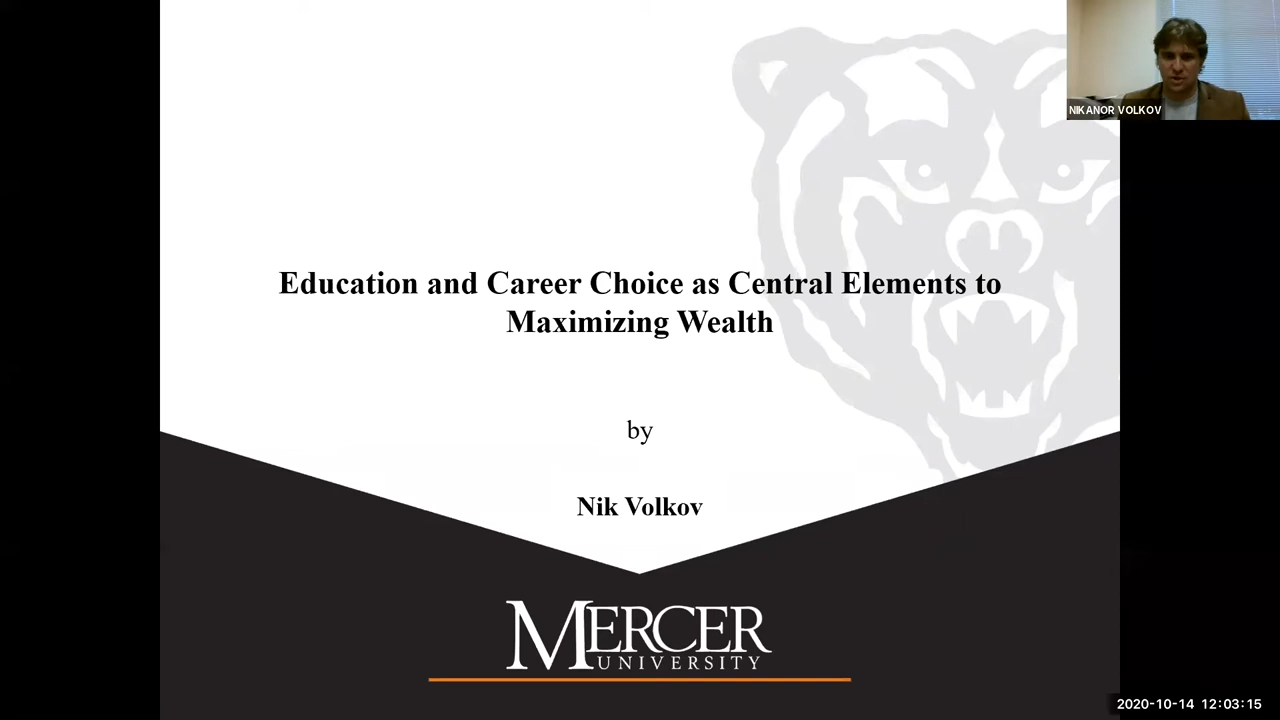 NIKANOR VOLKOV
Education and Career Choice as Central Elements to
Maximizing Wealth
by
Nik Volkov
MERCER
UNIVERSITY
2020-10-14 12:03:15